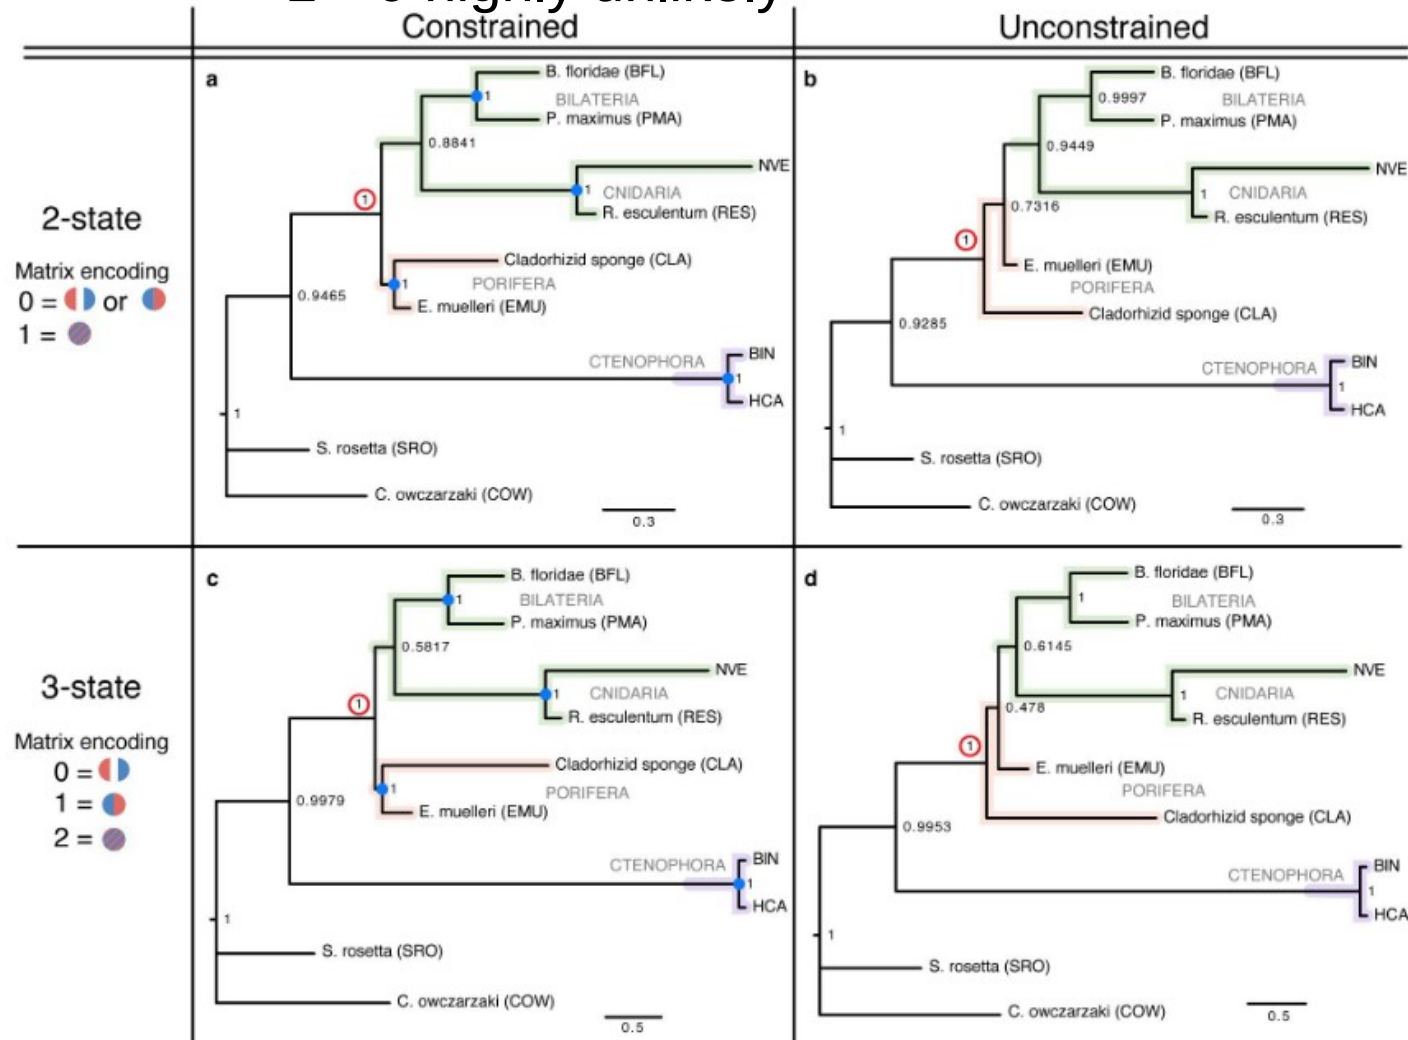 Constrained
Unconstrained
2-state
Matrix encoding
0 = or
1 =
a
B. floridae (BFL)
1
BILATERIA
P. maximus (PMA)
0.8841
NVE
1
CNIDARIA
R. esculentum (RES)
1
Cladorhizid sponge (CLA)
1
PORIFERA
E. muelleri (EMU)
0.9465
CTENOPHORA
BIN
1
HCA
1
S. rosetta (SRO)
C. owczarzaki (COW)
0.3
b
B. floridae (BFL)
0.9997
BILATERIA
P. maximus (PMA)
0.9449
NVE
1
CNIDARIA
R. esculentum (RES)
0.7316
1
E. muelleri (EMU)
PORIFERA
Cladorhizid sponge (CLA)
0.9285
CTENOPHORA
BIN
1
HCA
1
S. rosetta (SRO)
C. owczarzaki (COW)
0.3
3-state
Matrix encoding
0 =
1 =
2 =
c
B. floridae (BFL)
1
BILATERIA
P. maximus (PMA)
0.5817
NVE
1
CNIDARIA
R. esculentum (RES)
1
Cladorhizid sponge (CLA)
1
PORIFERA
E. muelleri (EMU)
0.9979
CTENOPHORA
BIN
1
HCA
1
S. rosetta (SRO)
C. owczarzaki (COW)
0.5
d
B. floridae (BFL)
1
BILATERIA
P. maximus (PMA)
0.6145
NVE
1
CNIDARIA
R. esculentum (RES)
0.478
1
E. muelleri (EMU)
PORIFERA
Cladorhizid sponge (CLA)
0.9953
CTENOPHORA
BIN
1
HCA
1
S. rosetta (SRO)
C. owczarzaki (COW)
0.5